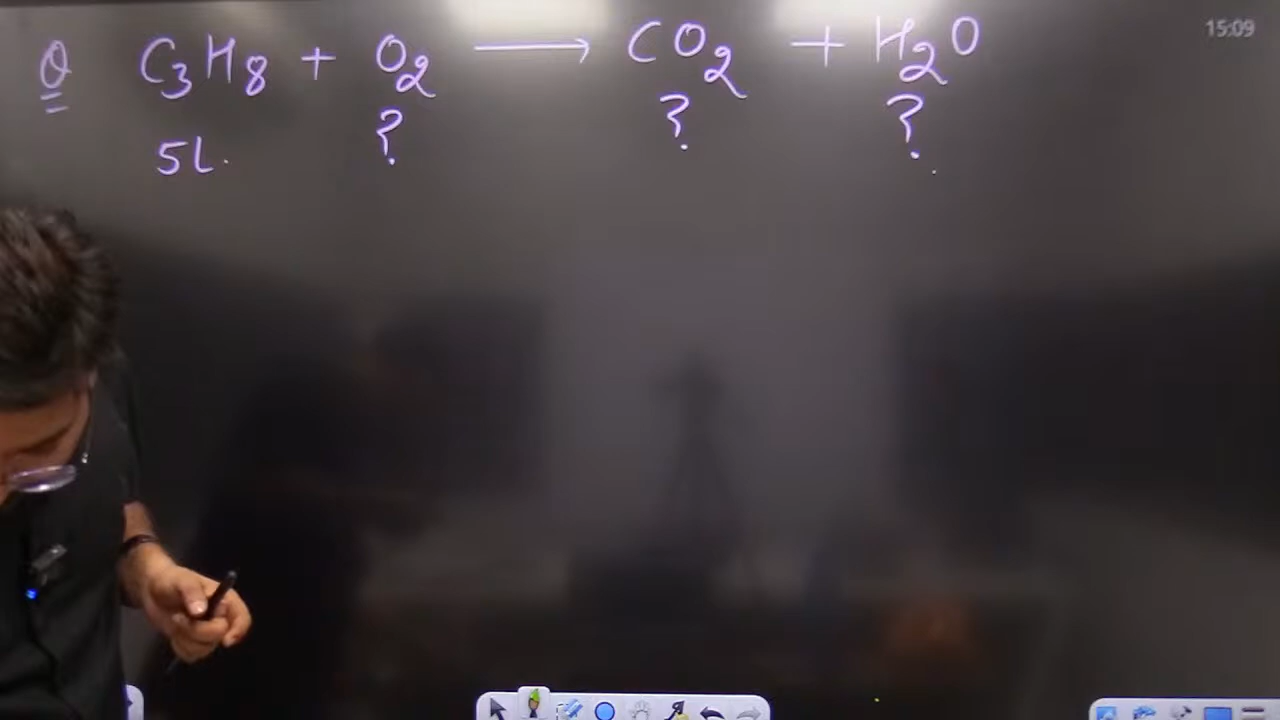 15:09
Q C₃H₈ + O₂ ⟶ CO₂ + H₂O
5L. ? ? ?